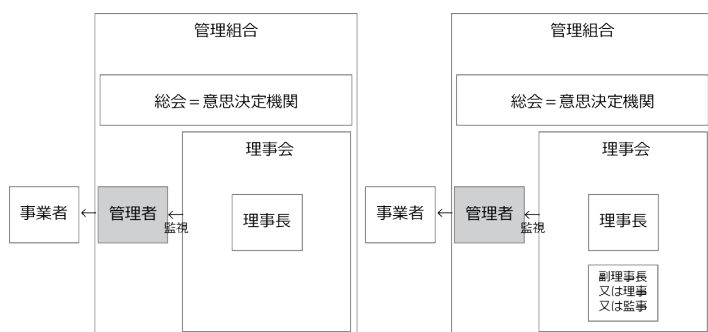 管理組合
総会＝意思決定機関
理事会
事業者
管理者
監視
理事長
管理組合
総会＝意思決定機関
理事会
事業者
管理者
監視
理事長
副理事長
又は理事
又は監事